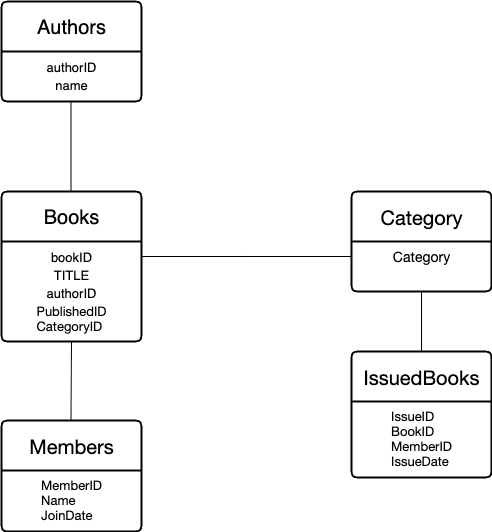 Authors
authorID
name
Books
bookID
TITLE
authorID
PublishedID
CategoryID
Category
Category
IssuedBooks
IssueID
BookID
MemberID
IssueDate
Members
MemberID
Name
JoinDate